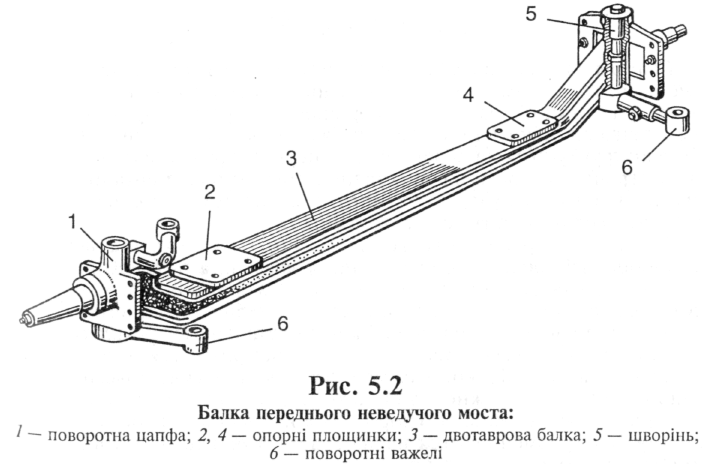 5
4
6
3
2
1
6
Рис. 5.2
Балка переднього неведучого моста:
1 — поворотна цапфа; 2, 4 — опорні площинки; 3 — двотаврова балка; 5 — шворінь;
6 — поворотні важелі